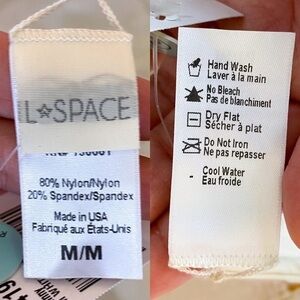 L★SPACE
80% Nylon/Nylon
20% Spandex/Spandex
Made in USA
Fabriqué aux États-Unis
M/M
Hand Wash
Laver à la main
No Bleach
Pas de blanchiment
Dry Flat
Sécher à plat
Do Not Iron
Ne pas repasser
- Cool Water
Eau froide